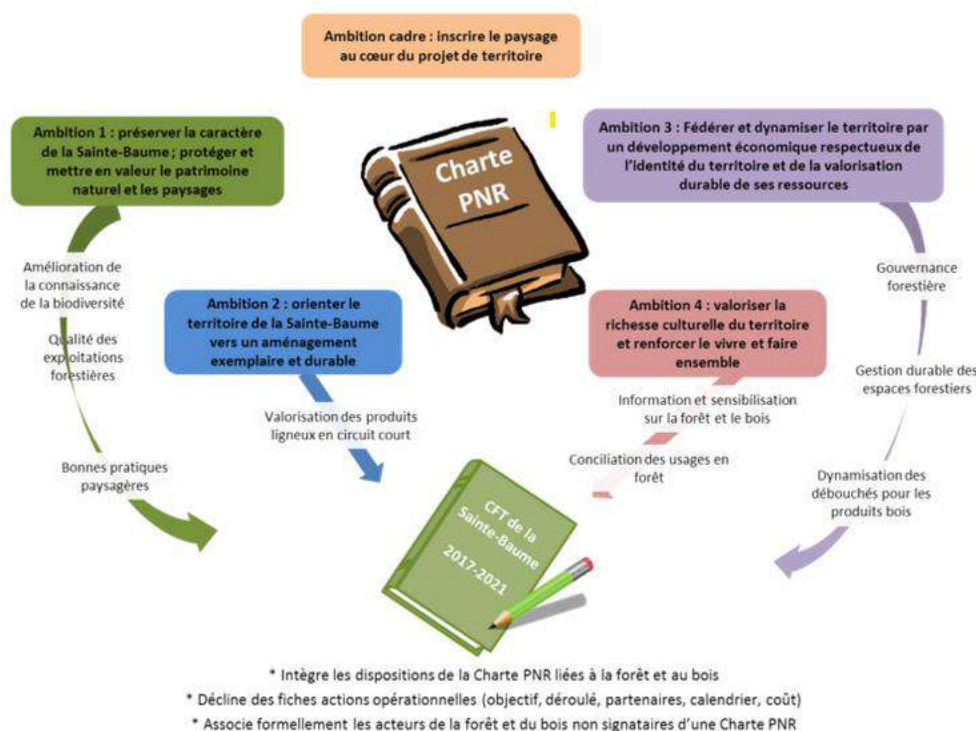 Ambition cadre : inscrire le paysage
au cœur du projet de territoire
Ambition 1 : préserver la caractère
de la Sainte-Baume ; protéger et
mettre en valeur le patrimoine
naturel et les paysages
Charte
PNR
Ambition 3 : Fédérer et dynamiser le territoire par
un développement économique respectueux de
l'identité du territoire et de la valorisation
durable de ses ressources
Amélioration de
la connaissance
de la biodiversité
Qualité des
exploitations
forestières
Bonnes pratiques
paysagères
Ambition 2 : orienter le
territoire de la Sainte-Baume
vers un aménagement
exemplaire et durable
Valorisation des produits
ligneux en circuit court
Ambition 4 : valoriser la
richesse culturelle du territoire
et renforcer le vivre et faire
ensemble
Information et sensibilisation
sur la forêt et le bois
Conciliation des usages en
forêt
Gouvernance
forestière
Gestion durable des
espaces forestiers
Dynamisation des
débouchés pour les
produits bois
CFT de la
Sainte-Baume
2017-2021
* Intègre les dispositions de la Charte PNR liées à la forêt et au bois
* Décline des fiches actions opérationnelles (objectif, déroulé, partenaires, calendrier, coût)
* Associe formellement les acteurs de la forêt et du bois non signataires d'une Charte PNR